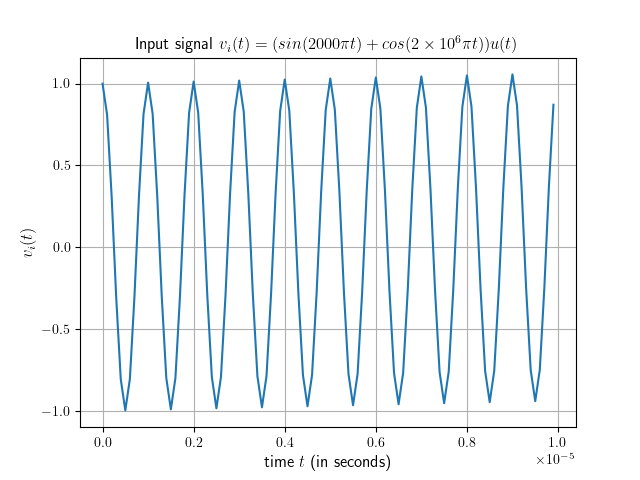 Input signal $v_i(t) = (sin(2000\pi t) + cos(2 \times 10^6 \pi t))u(t)$
$v_i(t)$
1.0
0.5
0.0
−0.5
−1.0
0.0 0.2 0.4 0.6 0.8 1.0
×10⁻⁵
time $t$ (in seconds)